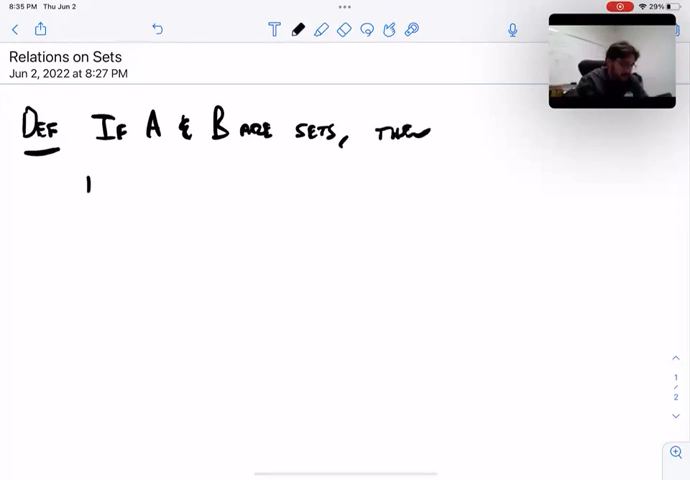 8:35 PM Thu Jun 2
29%
Relations on Sets
Jun 2, 2022 at 8:27 PM
DEF IF A & B ARE SETS, THEN
1
/
2